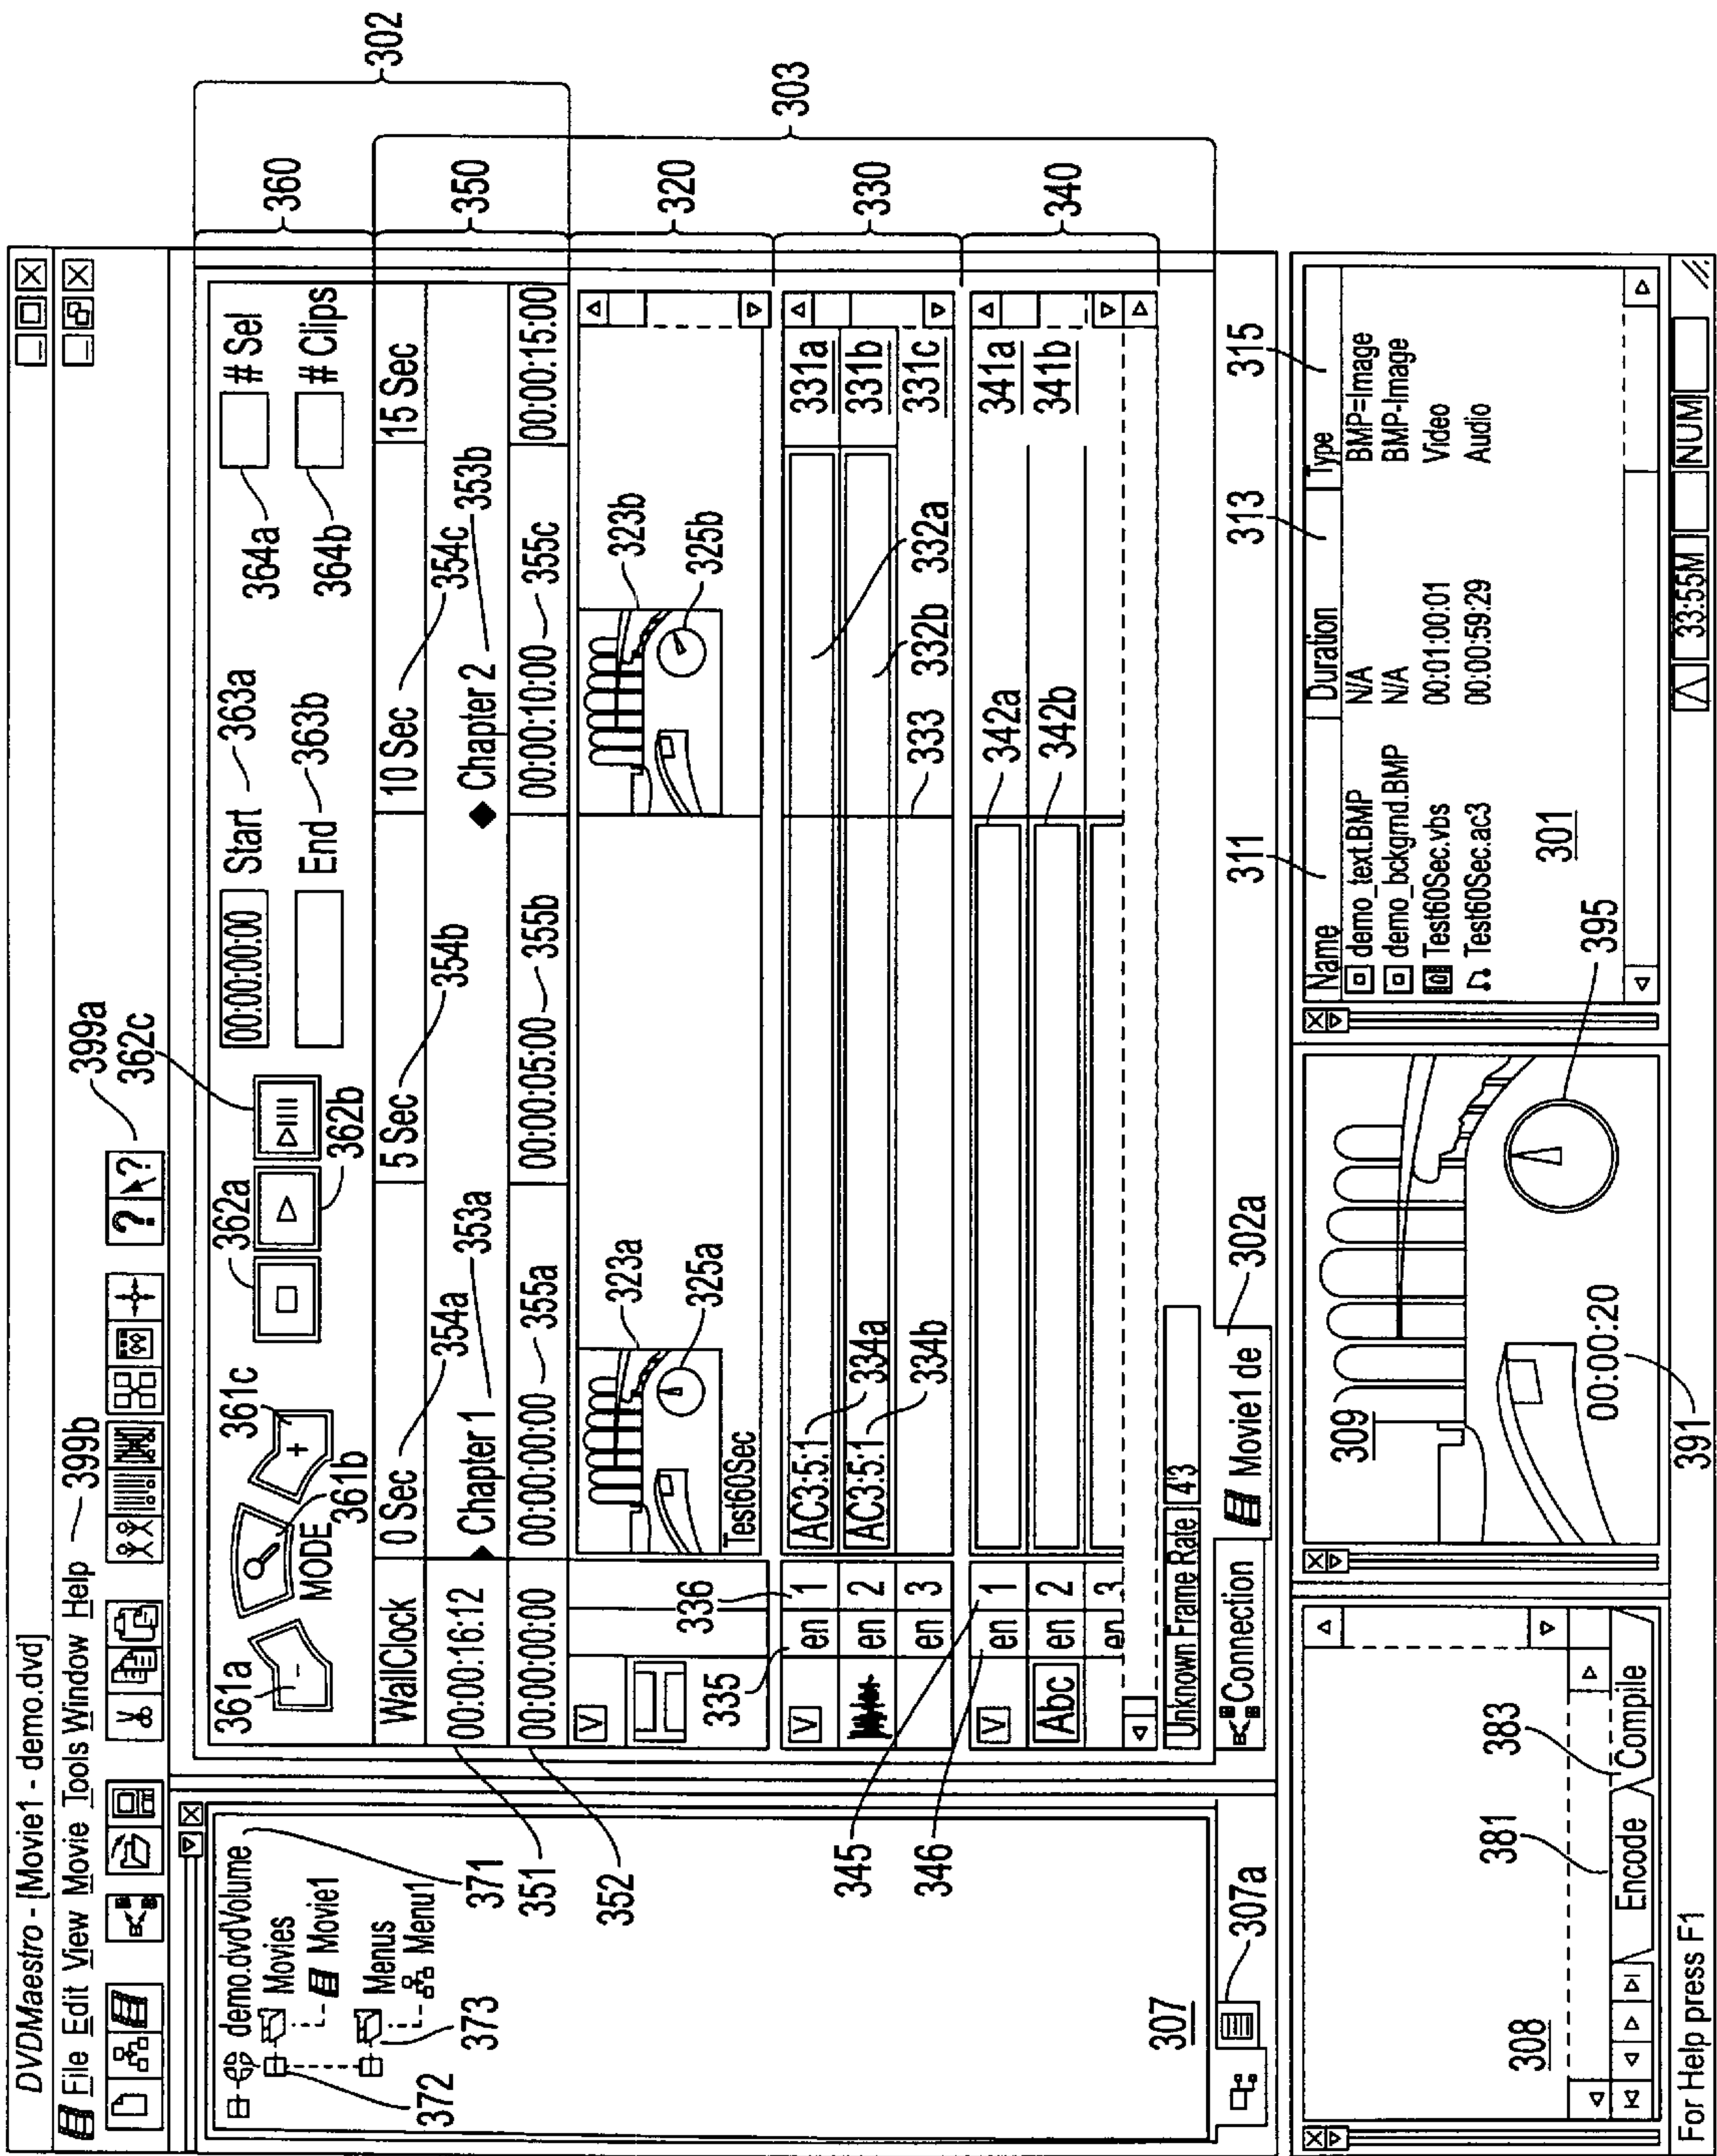 DVDMaestro - [Movie1 - demo.dvd]
File Edit View Movie Tools Window Help 399b
399a
362c
361a
361b
361c
MODE
362a
362b
00:00:00:00 Start 363a
End 363b
364a # Sel
364b # Clips
360
302
WallClock 0 Sec 354a 5 Sec 354b 10 Sec 354c 15 Sec
00:00:16:12 Chapter 1 353a Chapter 2 353b
00:00:00:00 00:00:00:00 355a 00:00:05:00 355b 00:00:10:00 355c 00:00:15:00
350
303
V
323a
325a
Test60Sec
323b
325b
320
335
336
V en 1 AC3:5:1 334a 331a
en 2 AC3:5:1 334b 331b
en 3 331c
332a
332b
333
330
V en 1 342a 341a
Abc en 2 342b 341b
en 3
340
Unknown Frame Rate 4'3
Connection Movie1 de 302a
demo.dvdVolume
Movies
Movie1
Menus
Menu1
371
372
373
351
352
345
346
307
307a
308
381
383
Encode Compile
309
00:00:20
391
395
311
313
315
Name Duration Type
demo_text.BMP N/A BMP=Image
demo_bckgrnd.BMP N/A BMP-Image
Test60Sec.vbs 00:01:00:01 Video
Test60Sec.ac3 00:00:59:29 Audio
301
For Help press F1
33:55M NUM